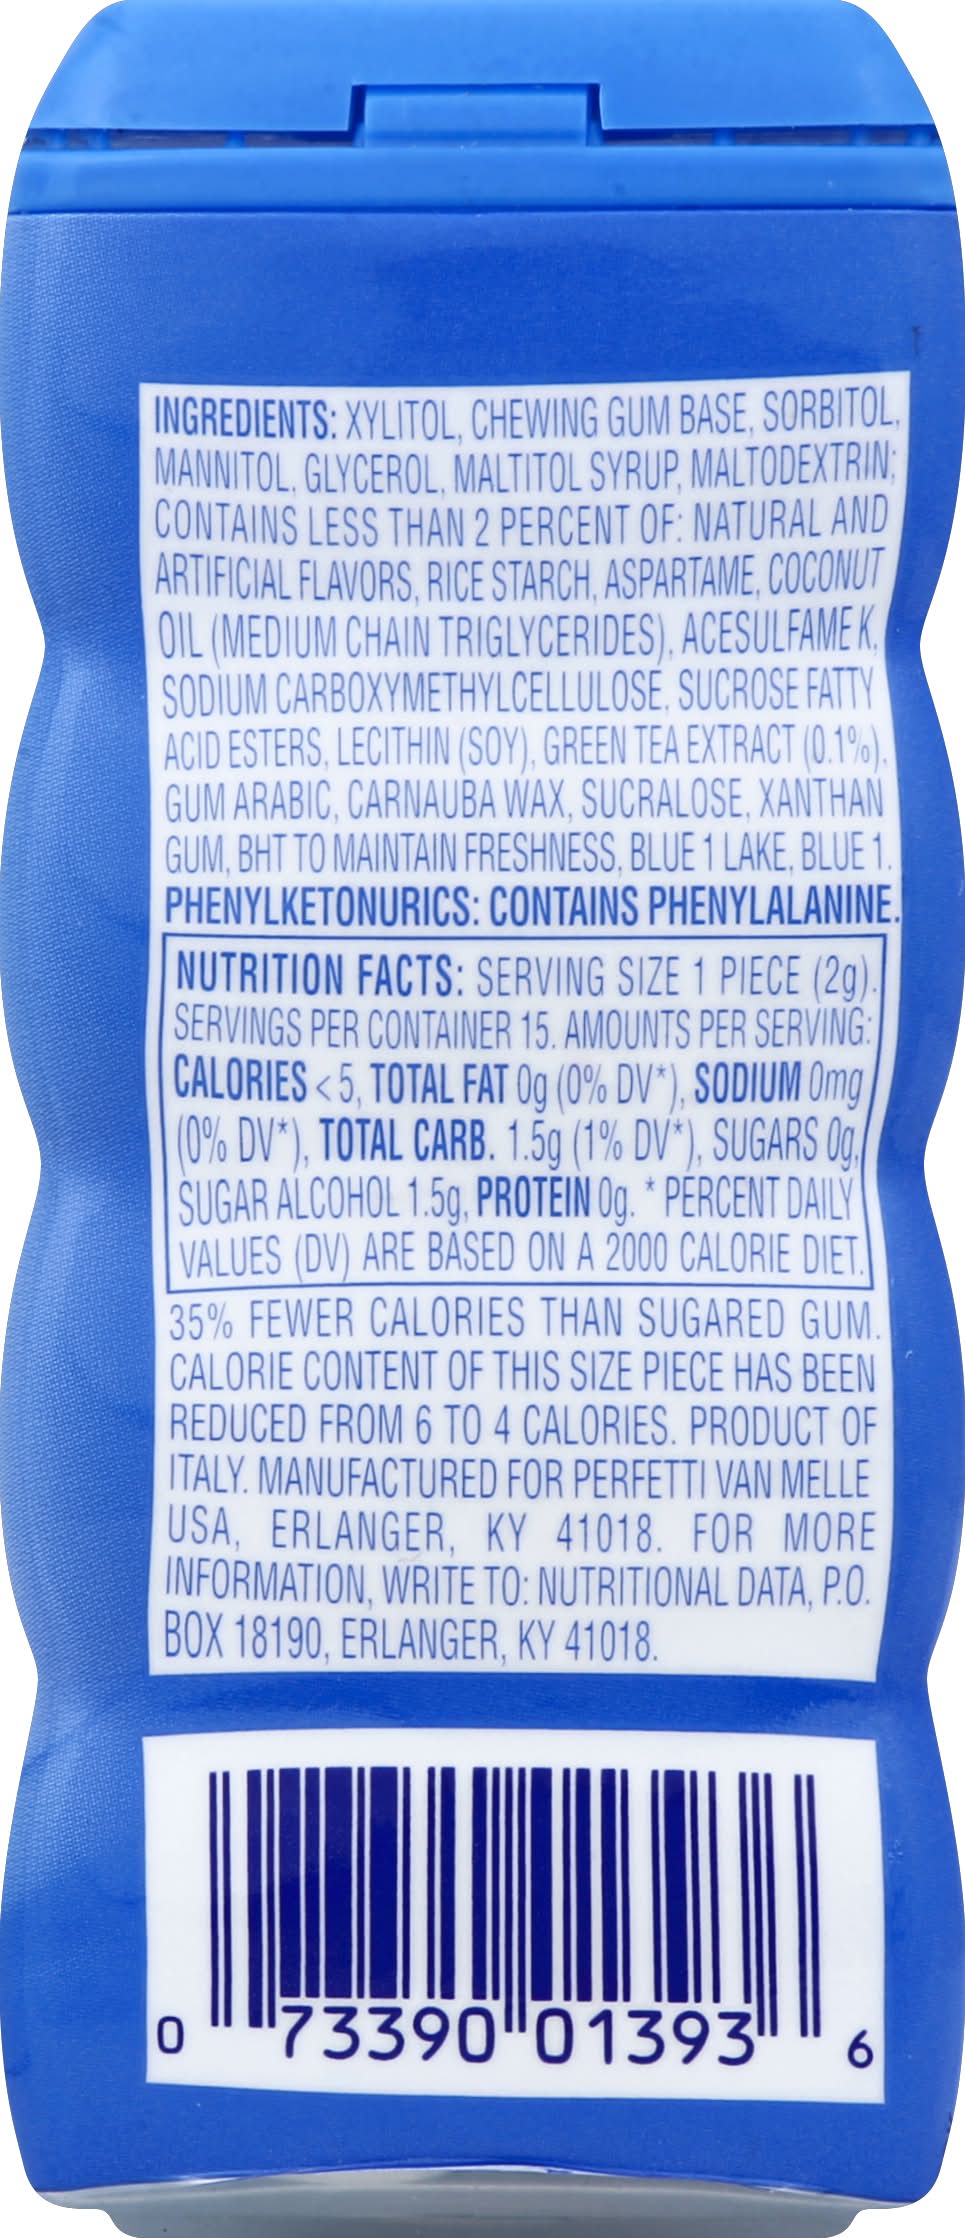 INGREDIENTS: XYLITOL, CHEWING GUM BASE, SORBITOL,
MANNITOL, GLYCEROL, MALTITOL SYRUP, MALTODEXTRIN;
CONTAINS LESS THAN 2 PERCENT OF: NATURAL AND
ARTIFICIAL FLAVORS, RICE STARCH, ASPARTAME, COCONUT
OIL (MEDIUM CHAIN TRIGLYCERIDES), ACESULFAME K,
SODIUM CARBOXYMETHYLCELLULOSE, SUCROSE FATTY
ACID ESTERS, LECITHIN (SOY), GREEN TEA EXTRACT (0.1%),
GUM ARABIC, CARNAUBA WAX, SUCRALOSE, XANTHAN
GUM, BHT TO MAINTAIN FRESHNESS, BLUE 1 LAKE, BLUE 1.
PHENYLKETONURICS: CONTAINS PHENYLALANINE.
NUTRITION FACTS: SERVING SIZE 1 PIECE (2g).
SERVINGS PER CONTAINER 15. AMOUNTS PER SERVING:
CALORIES <5, TOTAL FAT 0g (0% DV*), SODIUM 0mg
(0% DV*), TOTAL CARB. 1.5g (1% DV*), SUGARS 0g,
SUGAR ALCOHOL 1.5g, PROTEIN 0g. * PERCENT DAILY
VALUES (DV) ARE BASED ON A 2000 CALORIE DIET.
35% FEWER CALORIES THAN SUGARED GUM.
CALORIE CONTENT OF THIS SIZE PIECE HAS BEEN
REDUCED FROM 6 TO 4 CALORIES. PRODUCT OF
ITALY. MANUFACTURED FOR PERFETTI VAN MELLE
USA, ERLANGER, KY 41018. FOR MORE
INFORMATION, WRITE TO: NUTRITIONAL DATA, P.O.
BOX 18190, ERLANGER, KY 41018.
0 73390 01393 6